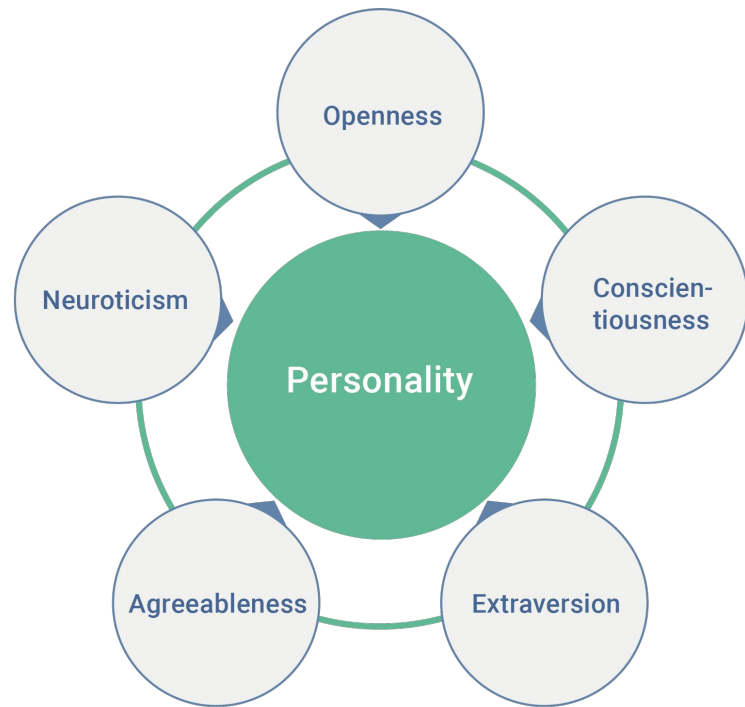 Openness
Neuroticism
Conscien-
tiousness
Personality
Agreeableness
Extraversion